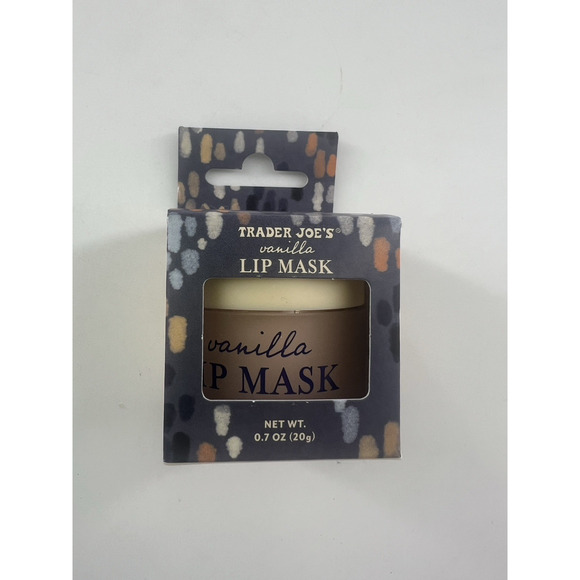 TRADER JOE'S®
vanilla
LIP MASK
vanilla
IP MASK
NET WT.
0.7 OZ (20g)